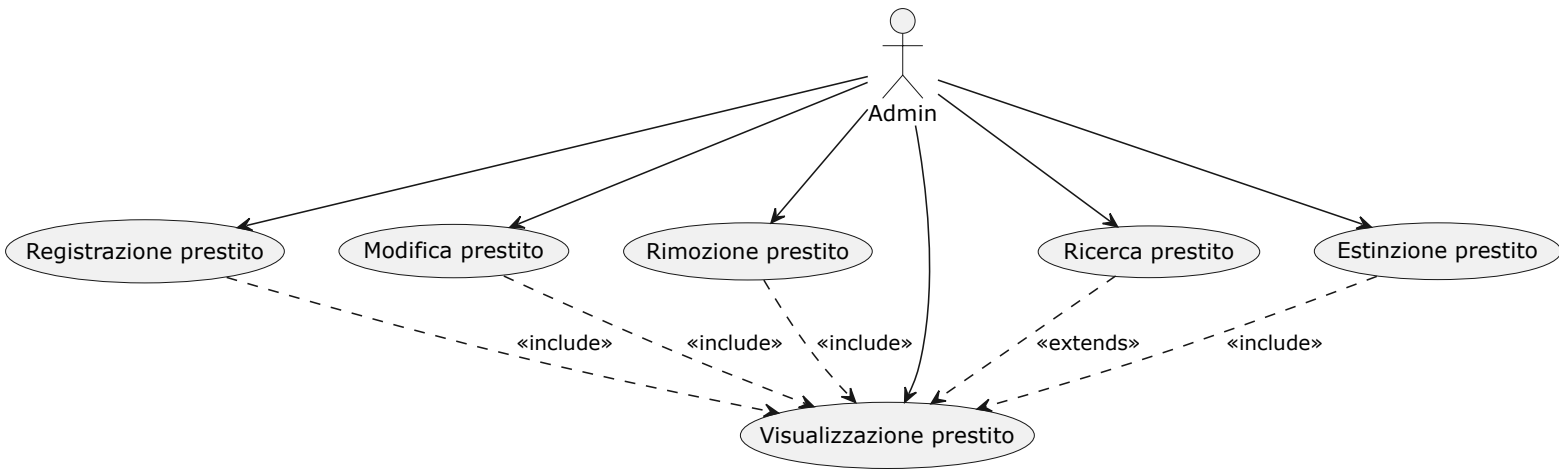 Admin
Registrazione prestito
Modifica prestito
Rimozione prestito
Ricerca prestito
Estinzione prestito
«include»
«include»
«include»
«extends»
«include»
Visualizzazione prestito